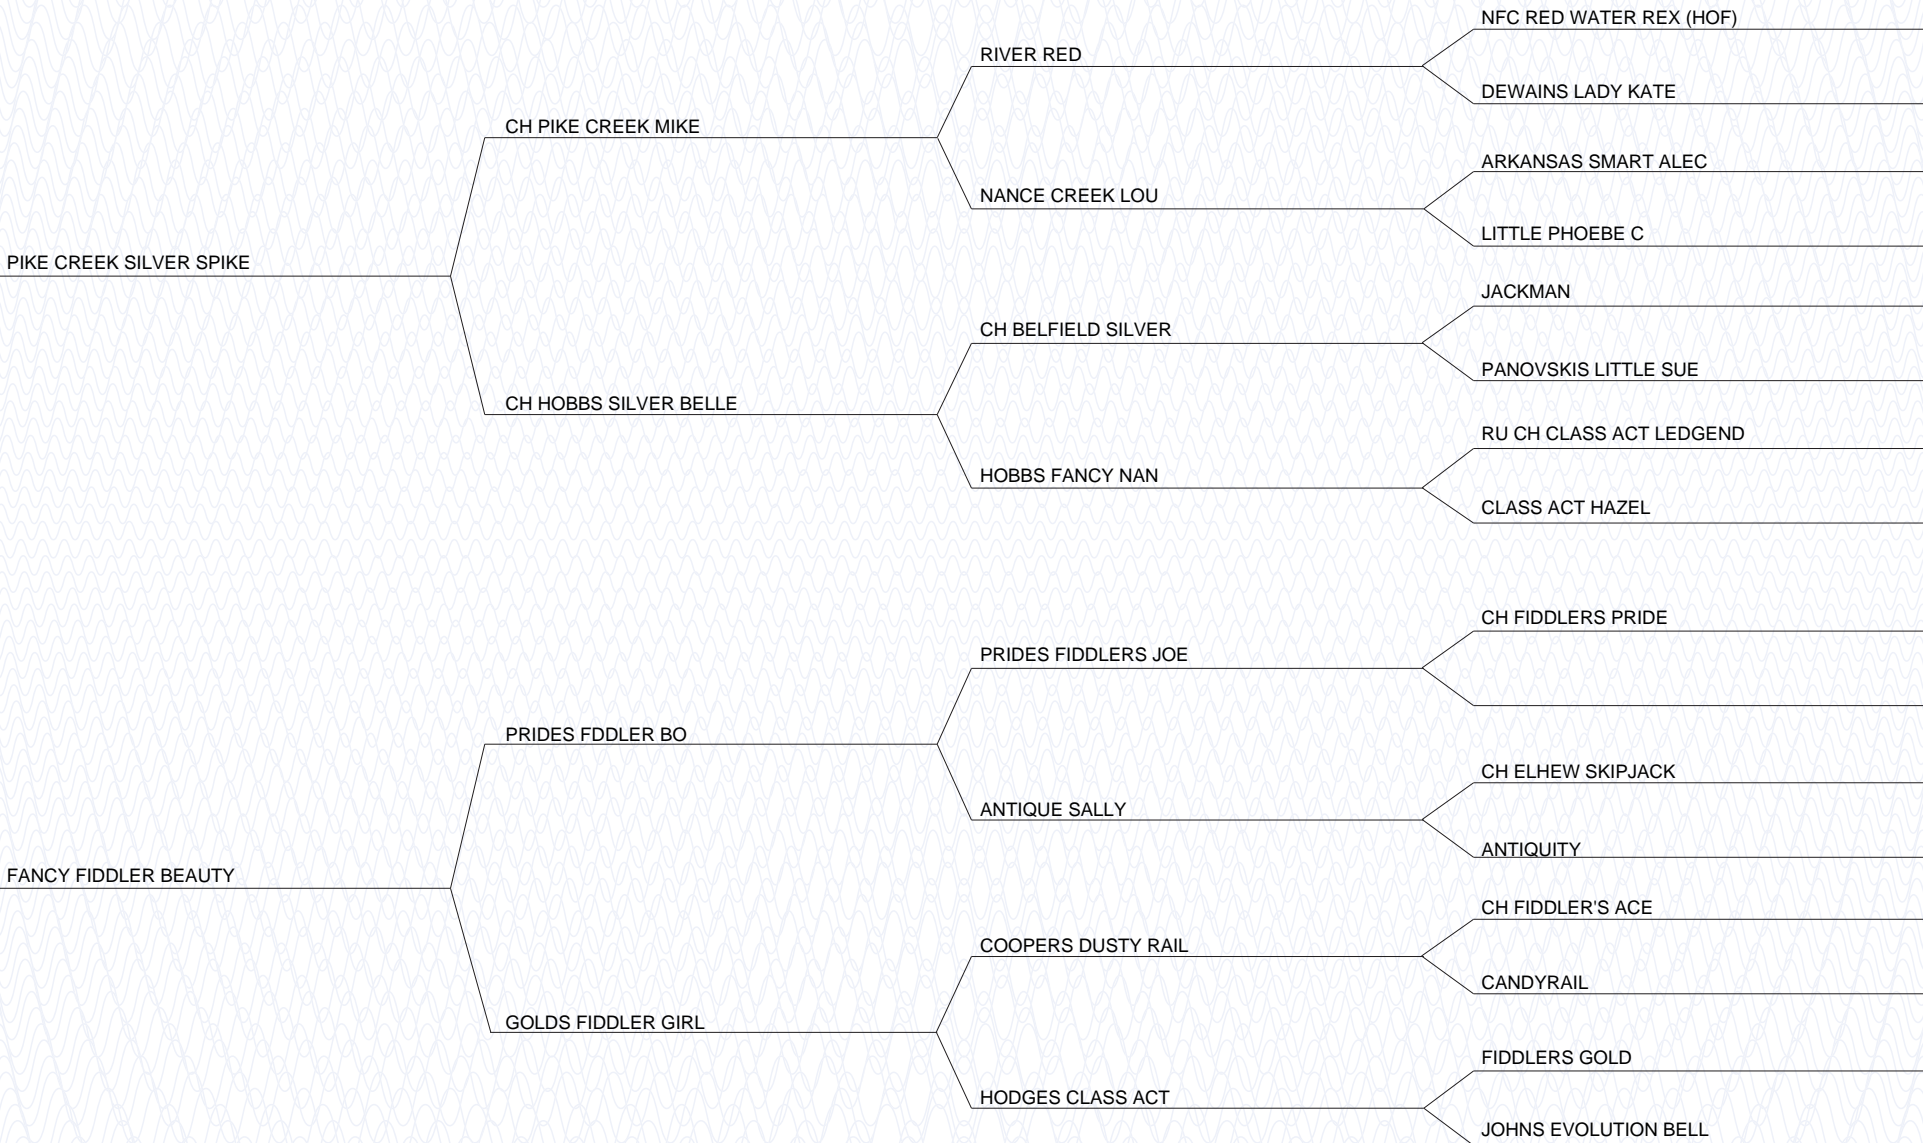 NFC RED WATER REX (HOF)
RIVER RED
DEWAINS LADY KATE
CH PIKE CREEK MIKE
ARKANSAS SMART ALEC
NANCE CREEK LOU
LITTLE PHOEBE C
PIKE CREEK SILVER SPIKE
JACKMAN
CH BELFIELD SILVER
PANOVSKIS LITTLE SUE
CH HOBBS SILVER BELLE
RU CH CLASS ACT LEDGEND
HOBBS FANCY NAN
CLASS ACT HAZEL
CH FIDDLERS PRIDE
PRIDES FIDDLERS JOE
PRIDES FDDLER BO
CH ELHEW SKIPJACK
ANTIQUE SALLY
ANTIQUITY
FANCY FIDDLER BEAUTY
CH FIDDLER'S ACE
COOPERS DUSTY RAIL
CANDYRAIL
GOLDS FIDDLER GIRL
FIDDLERS GOLD
HODGES CLASS ACT
JOHNS EVOLUTION BELL